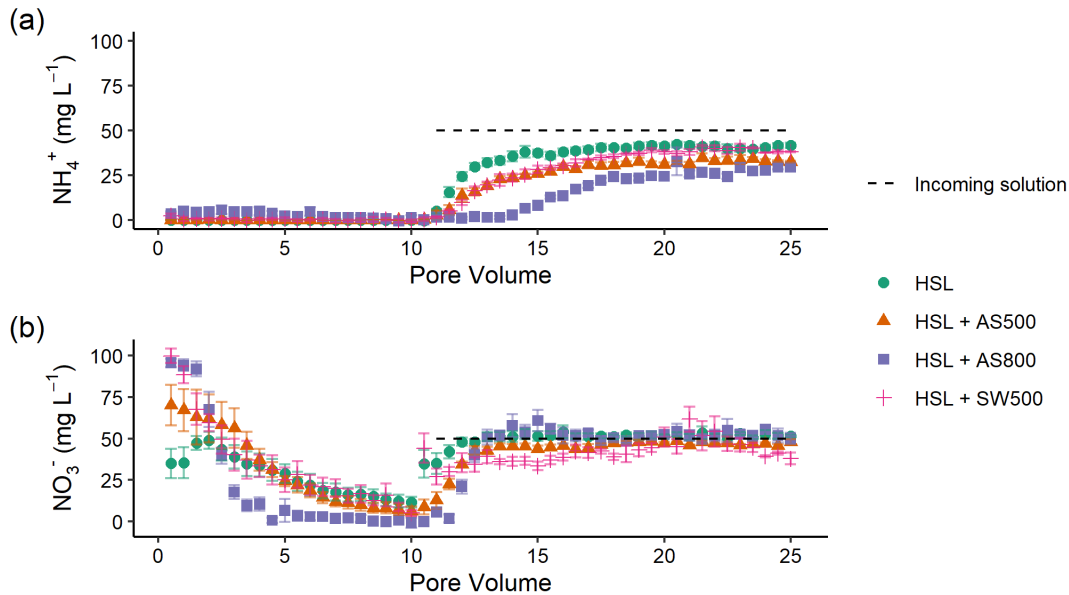 (a)
NH₄⁺ (mg L⁻¹)
100
75
50
25
0
0 5 10 15 20 25
Pore Volume
(b)
NO₃⁻ (mg L⁻¹)
100
75
50
25
0
0 5 10 15 20 25
Pore Volume
Incoming solution
HSL
HSL + AS500
HSL + AS800
HSL + SW500